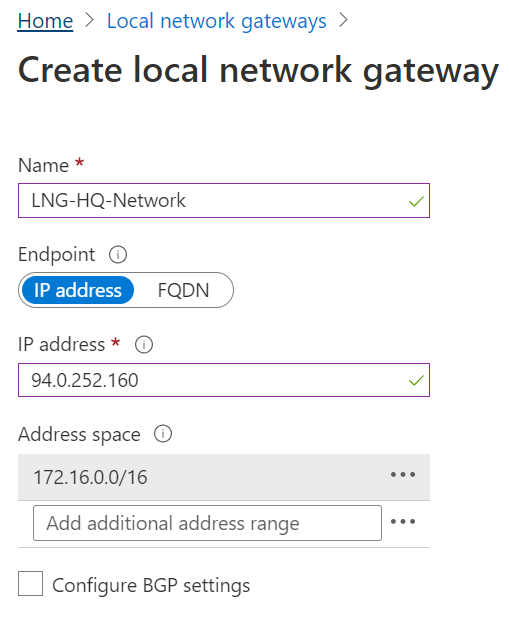 Home > Local network gateways >
Create local network gateway
Name *
LNG-HQ-Network
Endpoint
IP address FQDN
IP address *
94.0.252.160
Address space
172.16.0.0/16
Add additional address range
Configure BGP settings